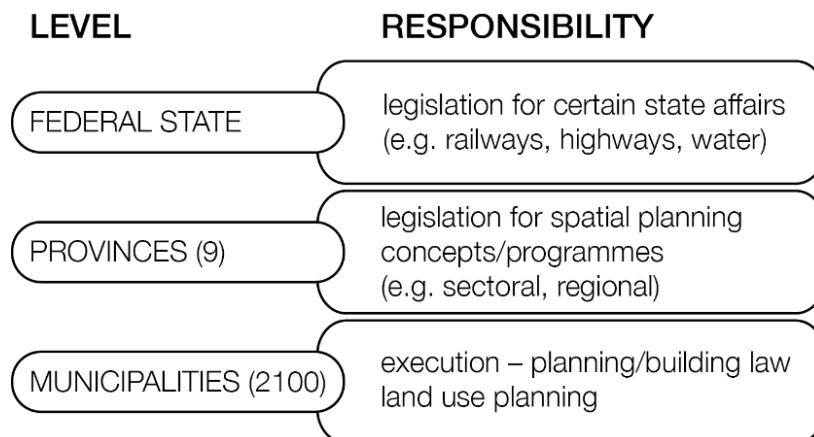 LEVEL
RESPONSIBILITY
FEDERAL STATE
legislation for certain state affairs
(e.g. railways, highways, water)
PROVINCES (9)
legislation for spatial planning
concepts/programmes
(e.g. sectoral, regional)
MUNICIPALITIES (2100)
execution – planning/building law
land use planning